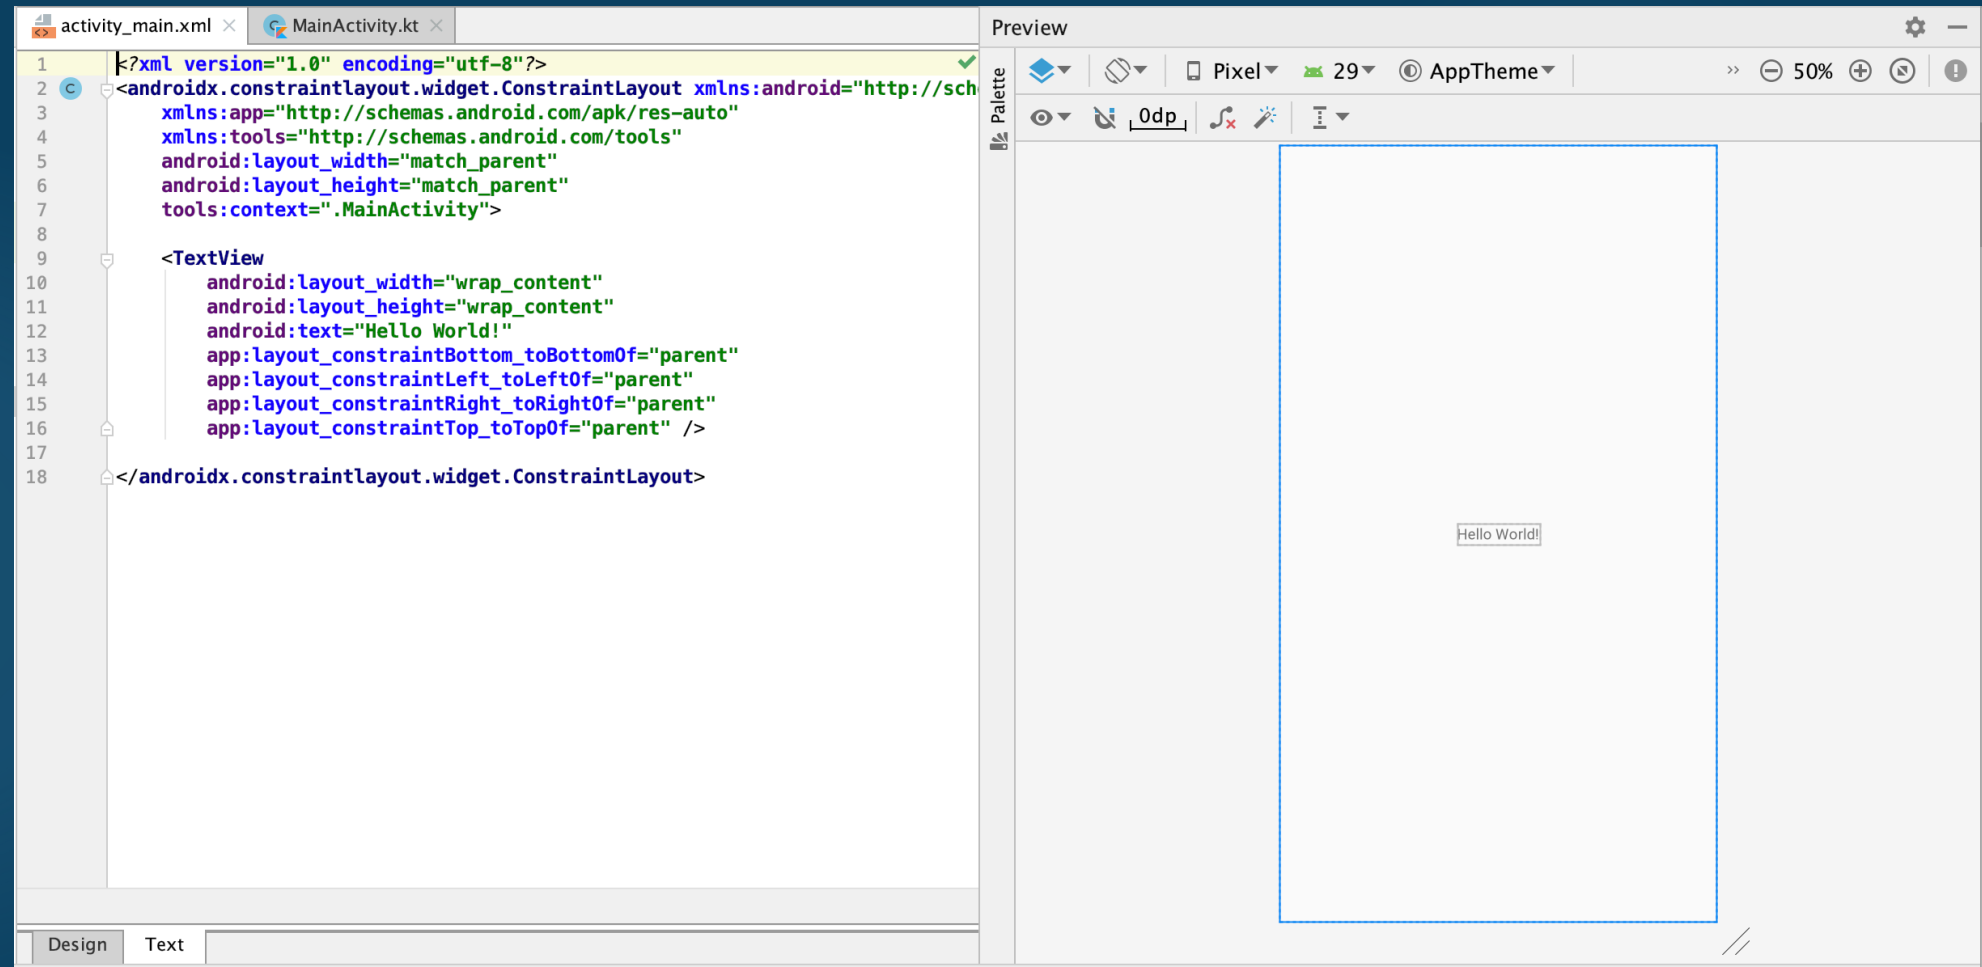 activity_main.xml
MainActivity.kt
Preview
1 <?xml version="1.0" encoding="utf-8"?>
2 <androidx.constraintlayout.widget.ConstraintLayout xmlns:android="http://sch
3 xmlns:app="http://schemas.android.com/apk/res-auto"
4 xmlns:tools="http://schemas.android.com/tools"
5 android:layout_width="match_parent"
6 android:layout_height="match_parent"
7 tools:context=".MainActivity">
8
9 <TextView
10 android:layout_width="wrap_content"
11 android:layout_height="wrap_content"
12 android:text="Hello World!"
13 app:layout_constraintBottom_toBottomOf="parent"
14 app:layout_constraintLeft_toLeftOf="parent"
15 app:layout_constraintRight_toRightOf="parent"
16 app:layout_constraintTop_toTopOf="parent" />
17
18 </androidx.constraintlayout.widget.ConstraintLayout>
Design
Text
Palette
Pixel
29
AppTheme
50%
0dp
Hello World!